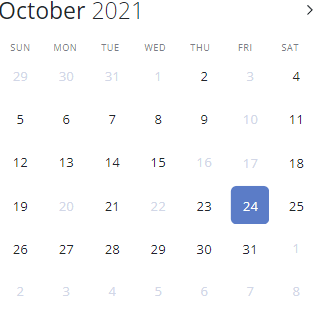 October 2021
SUN MON TUE WED THU FRI SAT
29 30 31 1 2 3 4
5 6 7 8 9 10 11
12 13 14 15 16 17 18
19 20 21 22 23 24 25
26 27 28 29 30 31 1
2 3 4 5 6 7 8